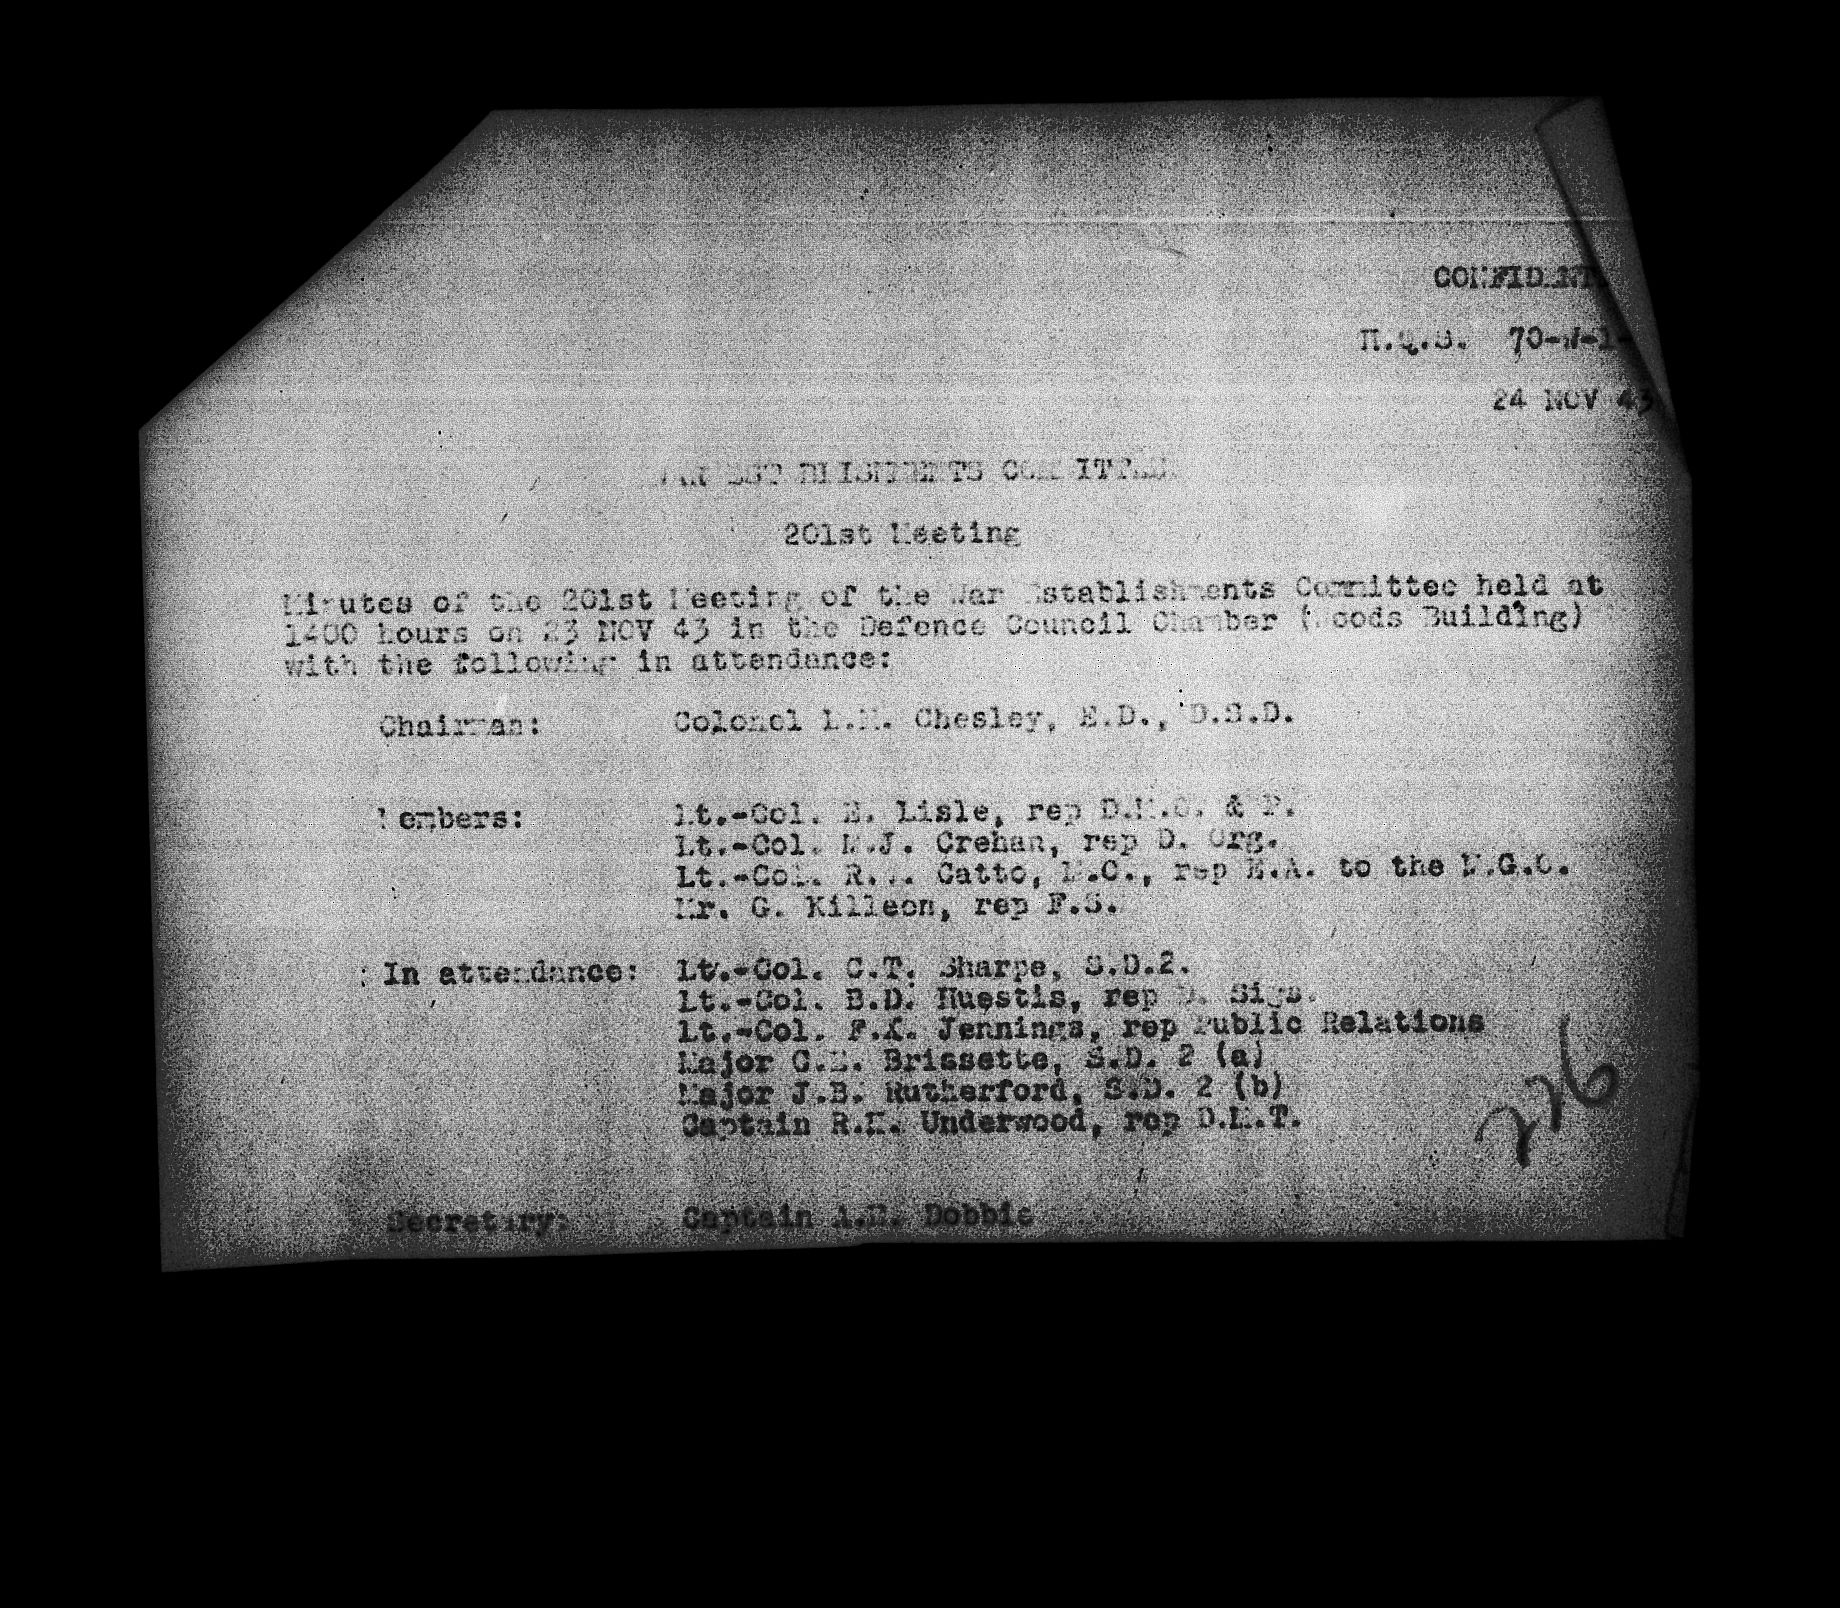 H.Q.S. 70-W-1-
24 NOV 43
201st Meeting
Minutes of the 201st Meeting of the War Establishments Committee held at
1400 hours on 23 NOV 43 in the Defence Council Chamber (Woods Building)
with the following in attendance:
Chairman: Colonel L.M. Chesley, E.D., D.S.D.
Members: Lt.-Col. E. Lisle, rep D.M.O. & P.
Lt.-Col. M.J. Crehan, rep D. Org.
Lt.-Col. Catto, M.C., rep E.A. to the M.G.O.
Mr. G. Killeen, rep F.S.
In attendance: Lt.-Col. C.T. Sharpe, S.D.2.
Lt.-Col. B.D. Huestis, rep D. Sigs.
Lt.-Col. F.K. Jennings, rep Public Relations
Major Brissette, S.D. 2 (a)
Major J.B. Rutherford, S.D. 2 (b)
Captain Underwood, rep D.M.T.
226
Secretary: Captain Dobbie